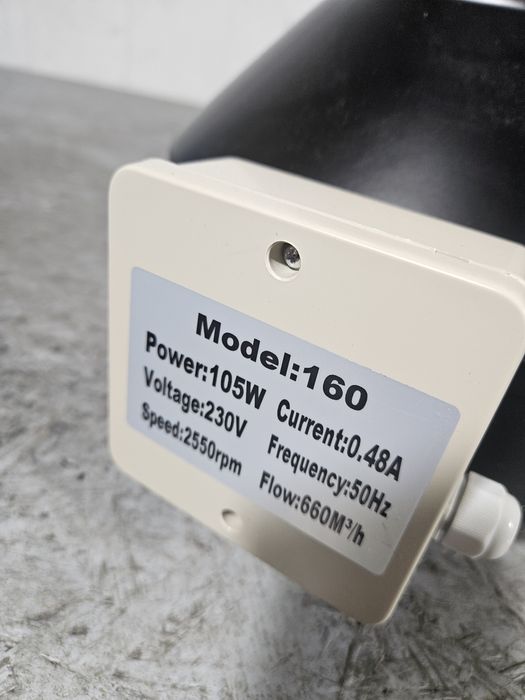 Model:160
Power:105W Current:0.48A
Voltage:230V Frequency:50Hz
Speed:2550rpm Flow:660M³/h